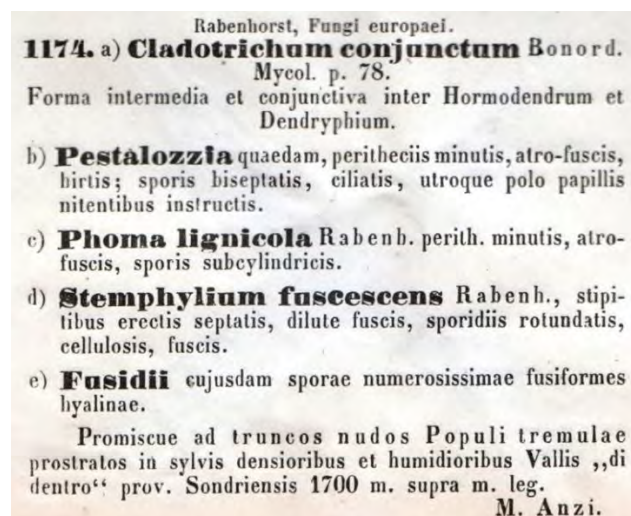 Rabenhorst, Fungi europaei.
1174. a) Cladotrichum conjunctum Bonord.
Mycol. p. 78.
Forma intermedia et conjunctiva inter Hormodendrum et
Dendryphium.
b) Pestalozzia quaedam, peritheciis minutis, atro-fuscis,
hirtis; sporis biseptatis, ciliatis, utroque polo papillis
nitentibus instructis.
c) Phoma lignicola Rabenh. perith. minutis, atro-
fuscis, sporis subcylindricis.
d) Stemphylium fuscescens Rabenh., stipi-
tibus erectis septatis, dilute fuscis, sporidiis rotundatis,
cellulosis, fuscis.
e) Fusidii cujusdam sporae numerosissimae fusiformes
hyalinae.
Promiscue ad truncos nudos Populi tremulae
prostratos in sylvis densioribus et humidioribus Vallis ,,di
dentro“ prov. Sondriensis 1700 m. supra m. leg.
M. Anzi.